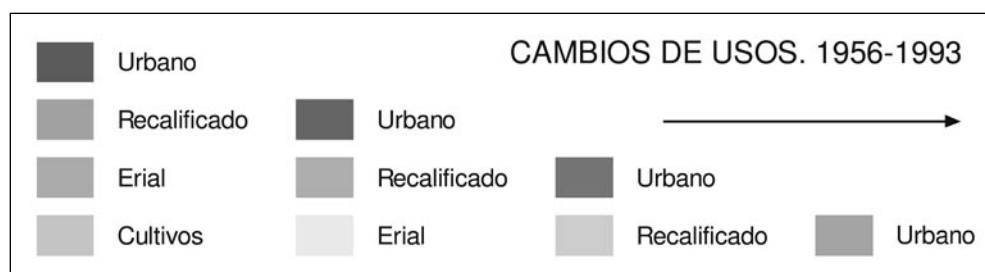 CAMBIOS DE USOS. 1956-1993
Urbano
Recalificado Urbano
Erial Recalificado Urbano
Cultivos Erial Recalificado Urbano